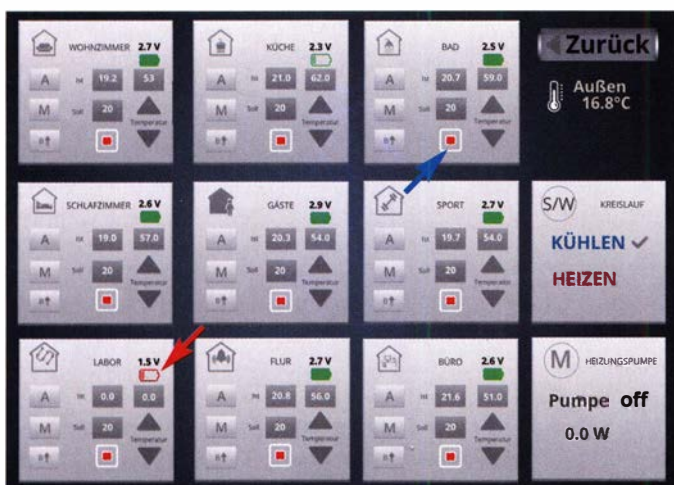 WOHNZIMMER 2.7 V
A Ist 19.2 53
M Soll 20
Temperatur
B↑
KÜCHE 2.3 V
A Ist 21.0 62.0
M Soll 20
Temperatur
B↑
BAD 2.5 V
A Ist 20.7 59.0
M Soll 20
Temperatur
B↑
Zurück
Außen
16.8°C
SCHLAFZIMMER 2.6 V
A Ist 19.0 57.0
M Soll 20
Temperatur
B↑
GÄSTE 2.9 V
A Ist 20.3 54.0
M Soll 20
Temperatur
B↑
SPORT 2.7 V
A Ist 19.7 54.0
M Soll 20
Temperatur
B↑
S/W KREISLAUF
KÜHLEN ✓
HEIZEN
LABOR 1.5 V
A Ist 0.0 0.0
M Soll 20
Temperatur
B↑
FLUR 2.7 V
A Ist 20.8 56.0
M Soll 20
Temperatur
B↑
BÜRO 2.6 V
A Ist 21.6 51.0
M Soll 20
Temperatur
B↑
M HEIZUNGSPUMPE
Pumpe off
0.0 W